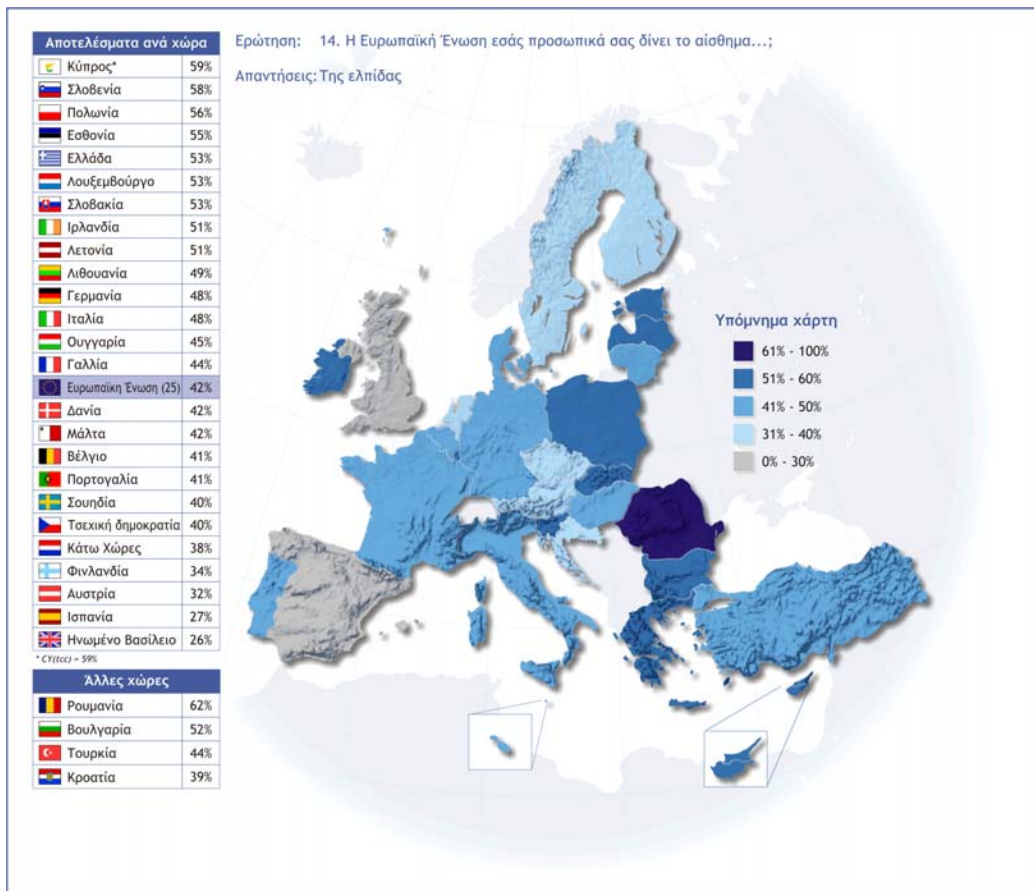 Αποτελέσματα ανά χώρα
Κύπρος* 59%
Σλοβενία 58%
Πολωνία 56%
Εσθονία 55%
Ελλάδα 53%
Λουξεμβούργο 53%
Σλοβακία 53%
Ιρλανδία 51%
Λετονία 51%
Λιθουανία 49%
Γερμανία 48%
Ιταλία 48%
Ουγγαρία 45%
Γαλλία 44%
Ευρωπαϊκη Ένωση (25) 42%
Δανία 42%
Μάλτα 42%
Βέλγιο 41%
Πορτογαλία 41%
Σουηδία 40%
Τσεχική δημοκρατία 40%
Κάτω Χώρες 38%
Φινλανδία 34%
Αυστρία 32%
Ισπανία 27%
Ηνωμένο Βασίλειο 26%
* CY(tcc) = 59%
Άλλες χώρες
Ρουμανία 62%
Βουλγαρία 52%
Τουρκία 44%
Κροατία 39%
Ερώτηση: 14. Η Ευρωπαϊκή Ένωση εσάς προσωπικά σας δίνει το αίσθημα...;
Απαντήσεις: Της ελπίδας
Υπόμνημα χάρτη
61% - 100%
51% - 60%
41% - 50%
31% - 40%
0% - 30%